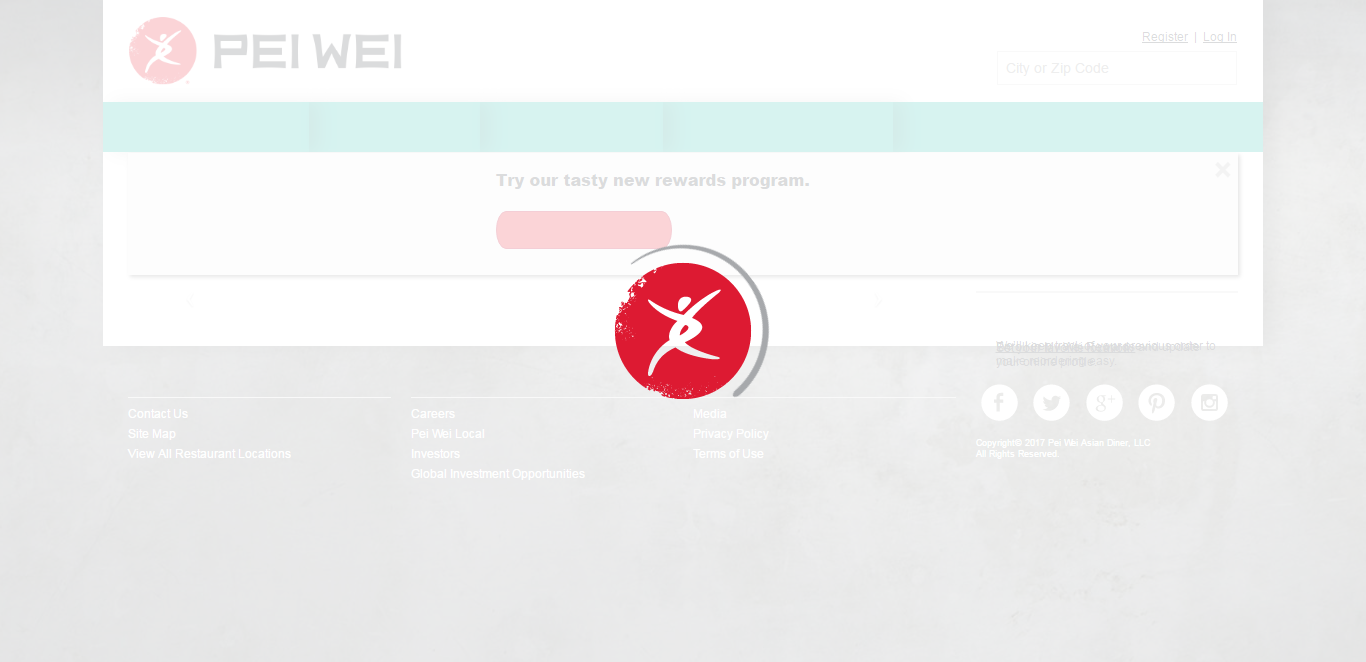 PEI WEI
Register | Log In
City or Zip Code
Try our tasty new rewards program.
Contact Us
Site Map
View All Restaurant Locations
Careers
Pei Wei Local
Investors
Global Investment Opportunities
Media
Privacy Policy
Terms of Use
Copyright© 2017 Pei Wei Asian Diner, LLC
All Rights Reserved.